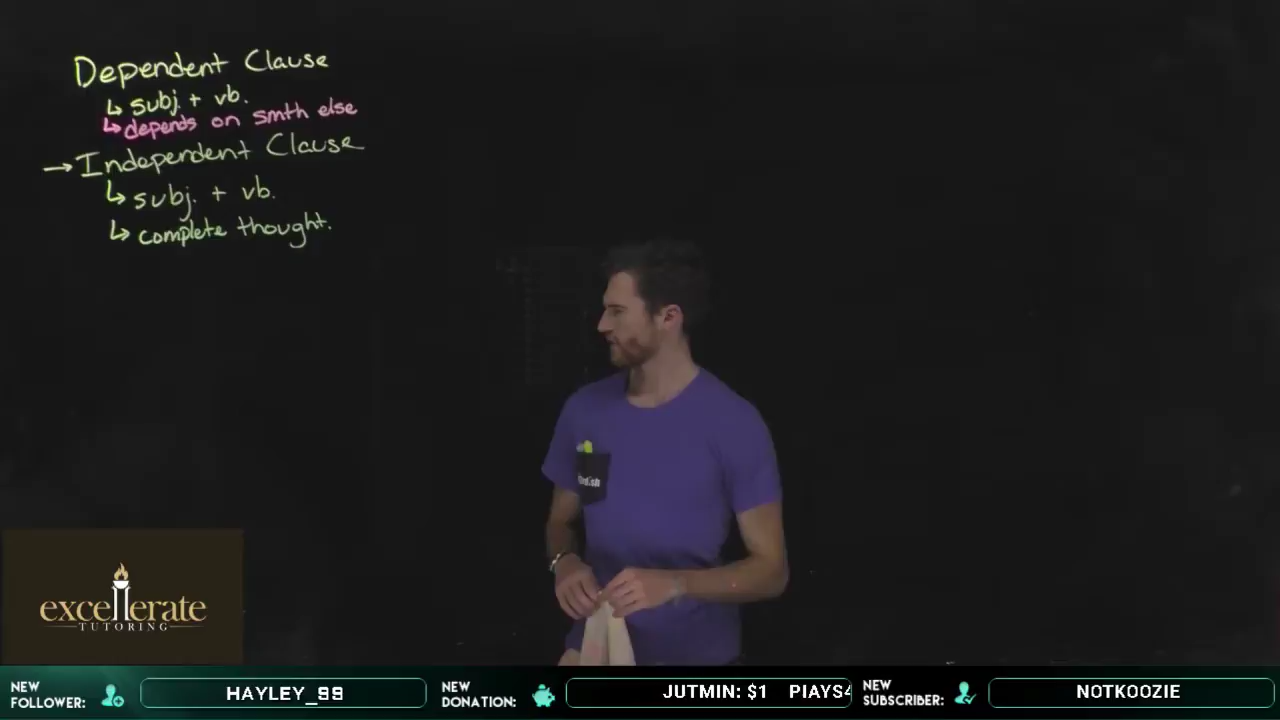 Dependent Clause
↳ subj. + vb.
↳ depends on smth else
→ Independent Clause
↳ subj. + vb.
↳ complete thought.
excellerate
TUTORING
NEW FOLLOWER:
HAYLEY_99
NEW DONATION:
JUTMIN: $1 PIAYS4
NEW SUBSCRIBER:
NOTKOOZIE